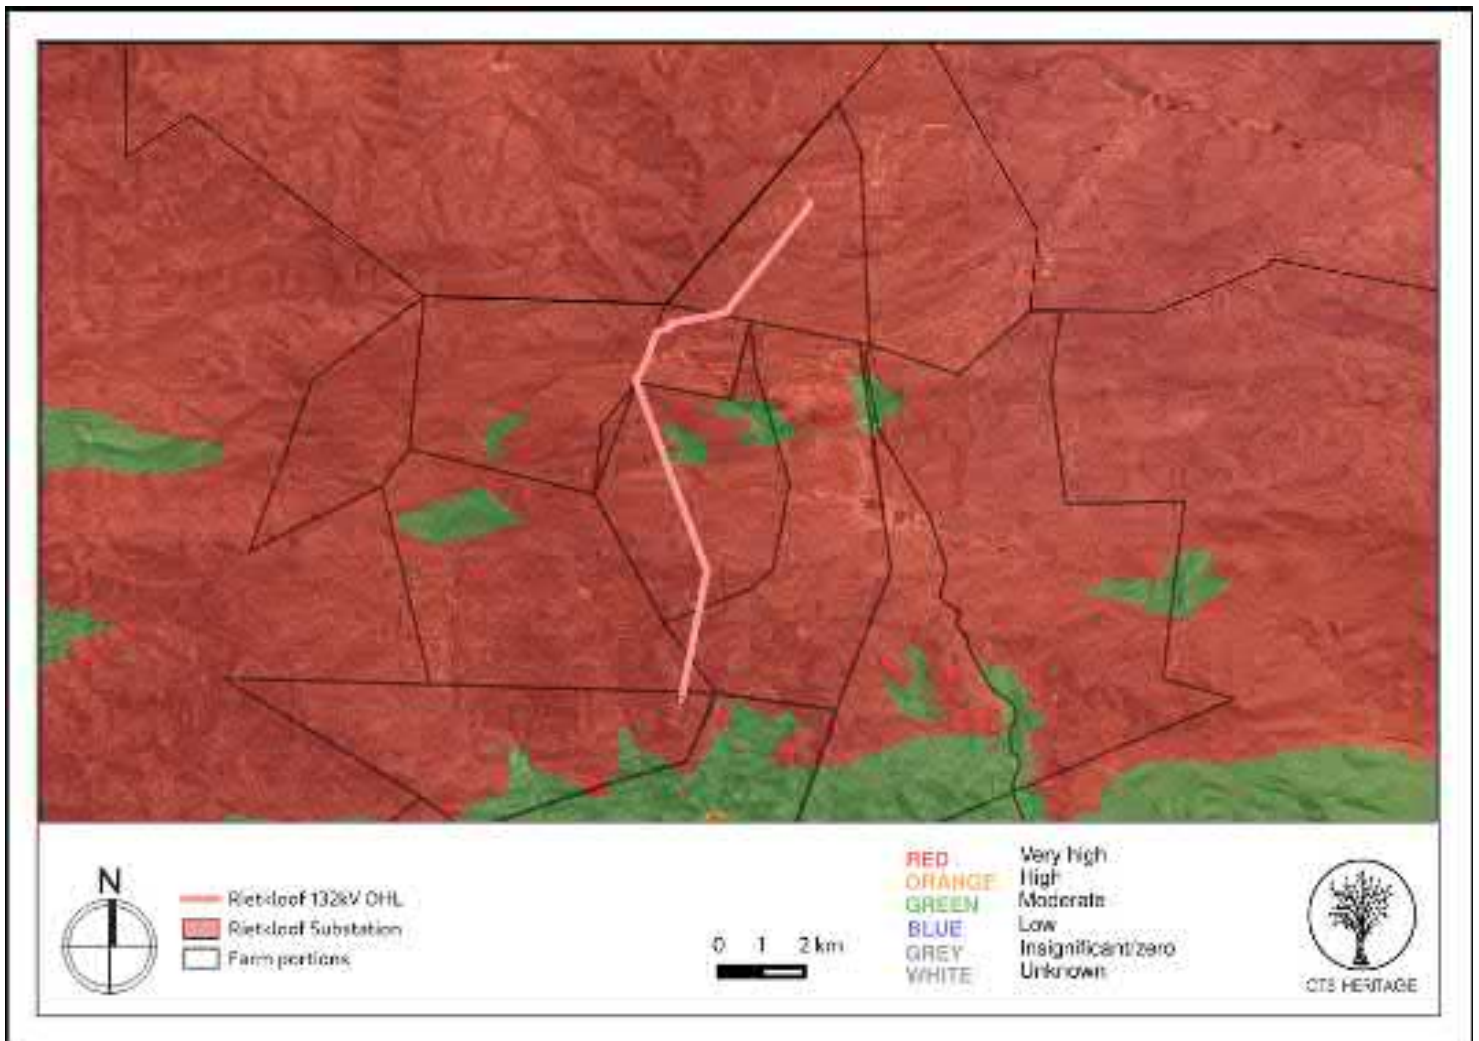 N
Rietkloof 132kV OHL
Rietkloof Substation
Farm portions
0 1 2 km
RED Very high
ORANGE High
GREEN Moderate
BLUE Low
GREY Insignificant/zero
WHITE Unknown
CTS HERITAGE